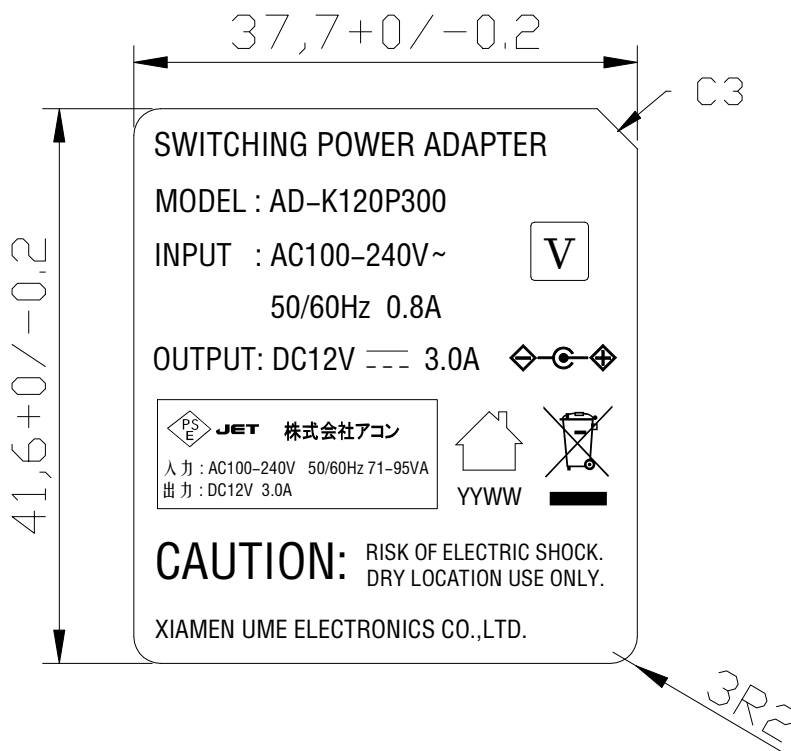 37,7+0/-0.2
C3
41,6+0/-0.2
SWITCHING POWER ADAPTER
MODEL : AD-K120P300
INPUT : AC100-240V~
V
50/60Hz 0.8A
OUTPUT: DC12V 3.0A
PSE JET 株式会社アコン
入力 : AC100-240V 50/60Hz 71-95VA
出力 : DC12V 3.0A
YYWW
CAUTION: RISK OF ELECTRIC SHOCK.
DRY LOCATION USE ONLY.
XIAMEN UME ELECTRONICS CO.,LTD.
3R2